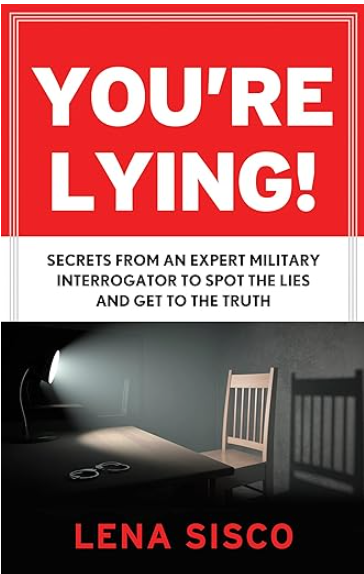 YOU'RE
LYING!
SECRETS FROM AN EXPERT MILITARY
INTERROGATOR TO SPOT THE LIES
AND GET TO THE TRUTH
LENA SISCO